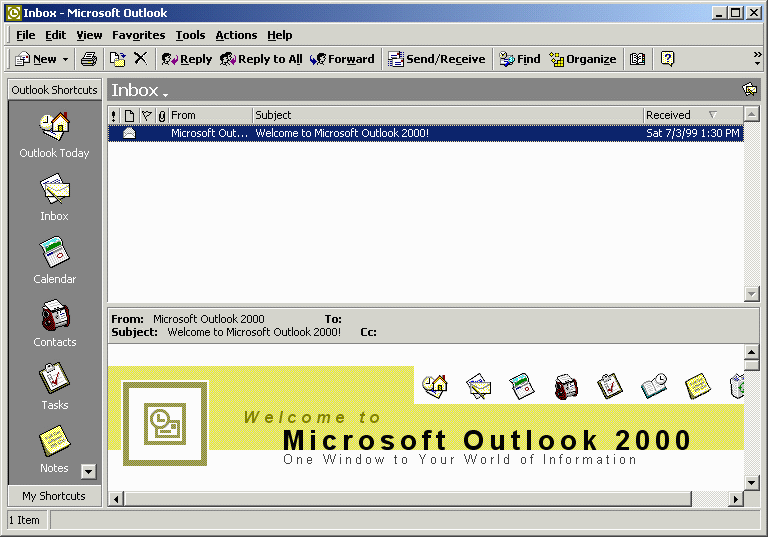 Inbox - Microsoft Outlook
File Edit View Favorites Tools Actions Help
New Reply Reply to All Forward Send/Receive Find Organize
Outlook Shortcuts
Outlook Today
Inbox
Calendar
Contacts
Tasks
Notes
My Shortcuts
Inbox
! From Subject Received
Microsoft Out... Welcome to Microsoft Outlook 2000! Sat 7/3/99 1:30 PM
From: Microsoft Outlook 2000 To:
Subject: Welcome to Microsoft Outlook 2000! Cc:
Welcome to
Microsoft Outlook 2000
One Window to Your World of Information
1 Item